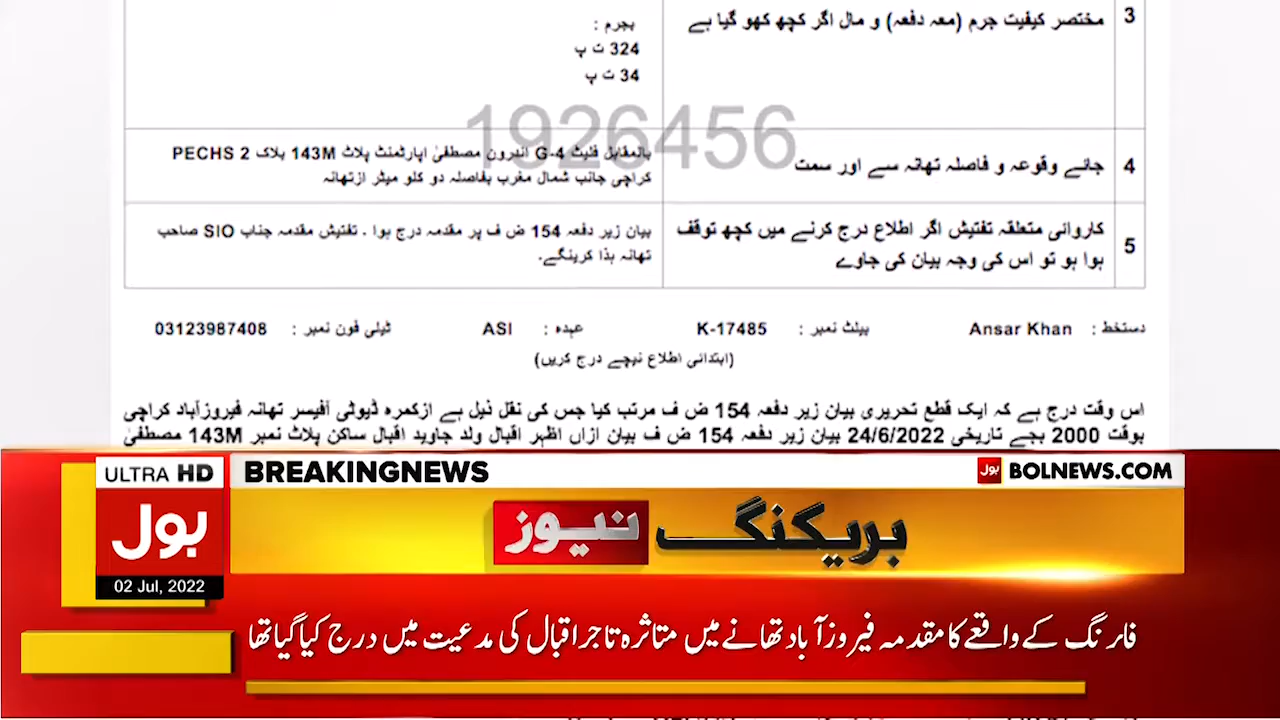 3
مختصر کیفیت جرم (معہ دفعہ) و مال اگر کچھ کھو گیا ہے
بجرم :
324 ت پ
34 ت پ
1926456
4
جائے وقوعہ و فاصلہ تھانہ سے اور سمت
بالمقابل فلیٹ G-4 اندرون مصطفیٰ اپارٹمنٹ پلاٹ 143M بلاک 2 PECHS
کراچی جانب شمال مغرب بفاصلہ دو کلو میٹر ازتھانہ
5
کاروائی متعلقہ تفتیش اگر اطلاع درج کرنے میں کچھ توقف
ہوا ہو تو اس کی وجہ بیان کی جاوے
بیان زیر دفعہ 154 ض ف پر مقدمہ درج ہوا ۔ تفتیش مقدمہ جناب SIO صاحب
تھانہ ہذا کرینگے۔
دستخط : Ansar Khan بیلٹ نمبر : K-17485 عہدہ : ASI ٹیلی فون نمبر : 03123987408
(ابتدائی اطلاع نیچے درج کریں)
اس وقت درج ہے کہ ایک قطع تحریری بیان زیر دفعہ 154 ض ف مرتب کیا جس کی نقل ذیل ہے ازکمرہ ڈیوٹی آفیسر تھانہ فیروزآباد کراچی
بوقت 2000 بجے تاریخی 24/6/2022 بیان زیر دفعہ 154 ض ف بیان ازاں اظہر اقبال ولد جاوید اقبال ساکن پلاٹ نمبر 143M مصطفیٰ
ULTRA HD
BREAKINGNEWS
بول BOLNEWS.COM
بول
02 Jul, 2022
بریکنگ نیوز
فائرنگ کے واقعے کا مقدمہ فیروزآباد تھانے میں متاثرہ تاجر اقبال کی مدعیت میں درج کیا گیا تھا